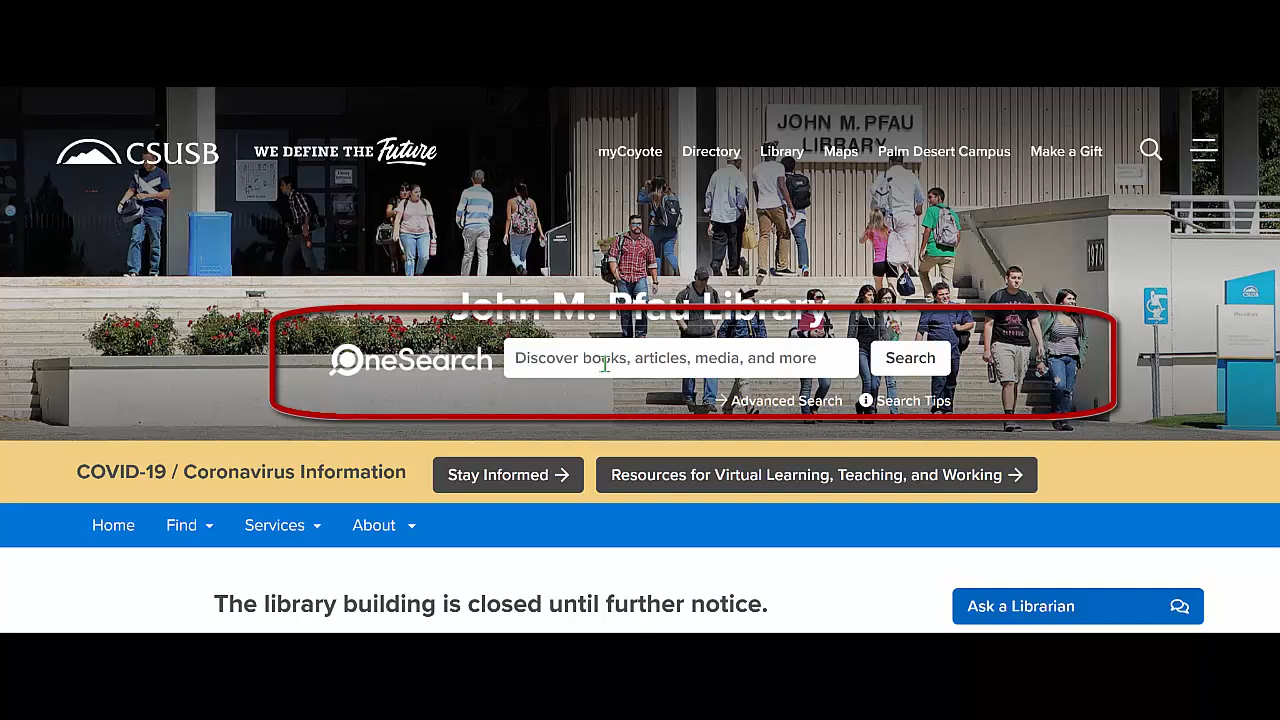 JOHN M. PFAU
LIBRARY
CSUSB
WE DEFINE THE Future
myCoyote Directory Library Maps Palm Desert Campus Make a Gift
1970
CSUSB
John M. Pfau Library
OneSearch Discover books, articles, media, and more Search
Advanced Search Search Tips
COVID-19 / Coronavirus Information Stay Informed Resources for Virtual Learning, Teaching, and Working
Home Find Services About
The library building is closed until further notice.
Ask a Librarian